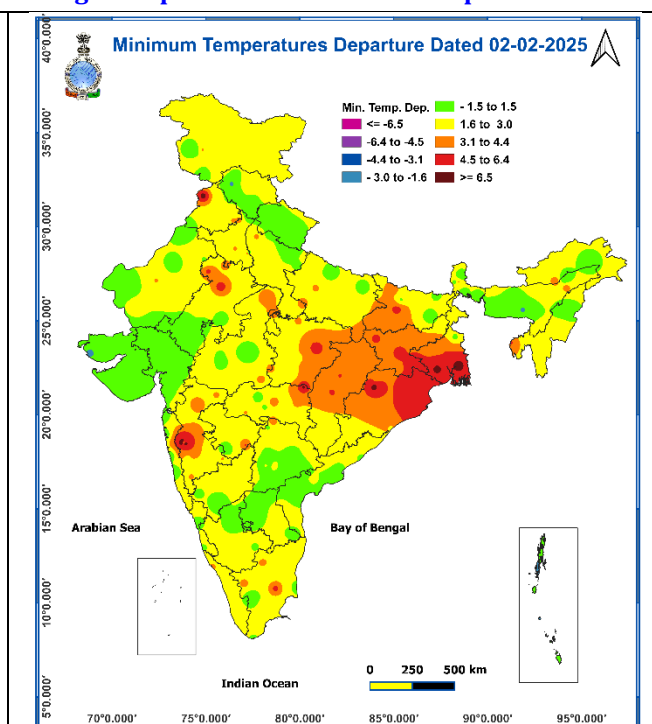 Minimum Temperatures Departure Dated 02-02-2025
Min. Temp. Dep.
<= -6.5
-6.4 to -4.5
-4.4 to -3.1
- 3.0 to -1.6
- 1.5 to 1.5
1.6 to 3.0
3.1 to 4.4
4.5 to 6.4
>= 6.5
40°0.000'
35°0.000'
30°0.000'
25°0.000'
20°0.000'
15°0.000'
10°0.000'
5°0.000'
Arabian Sea
Bay of Bengal
Indian Ocean
0 250 500 km
70°0.000' 75°0.000' 80°0.000' 85°0.000' 90°0.000' 95°0.000'